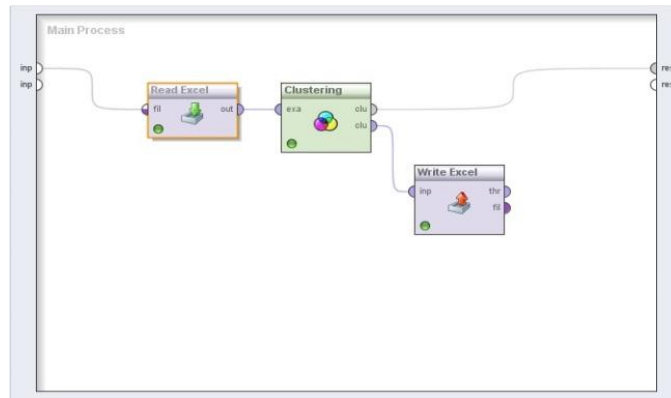 Main Process
inp
inp
Read Excel
fil out
Clustering
exa clu
clu
Write Excel
inp thr
fil
res
res